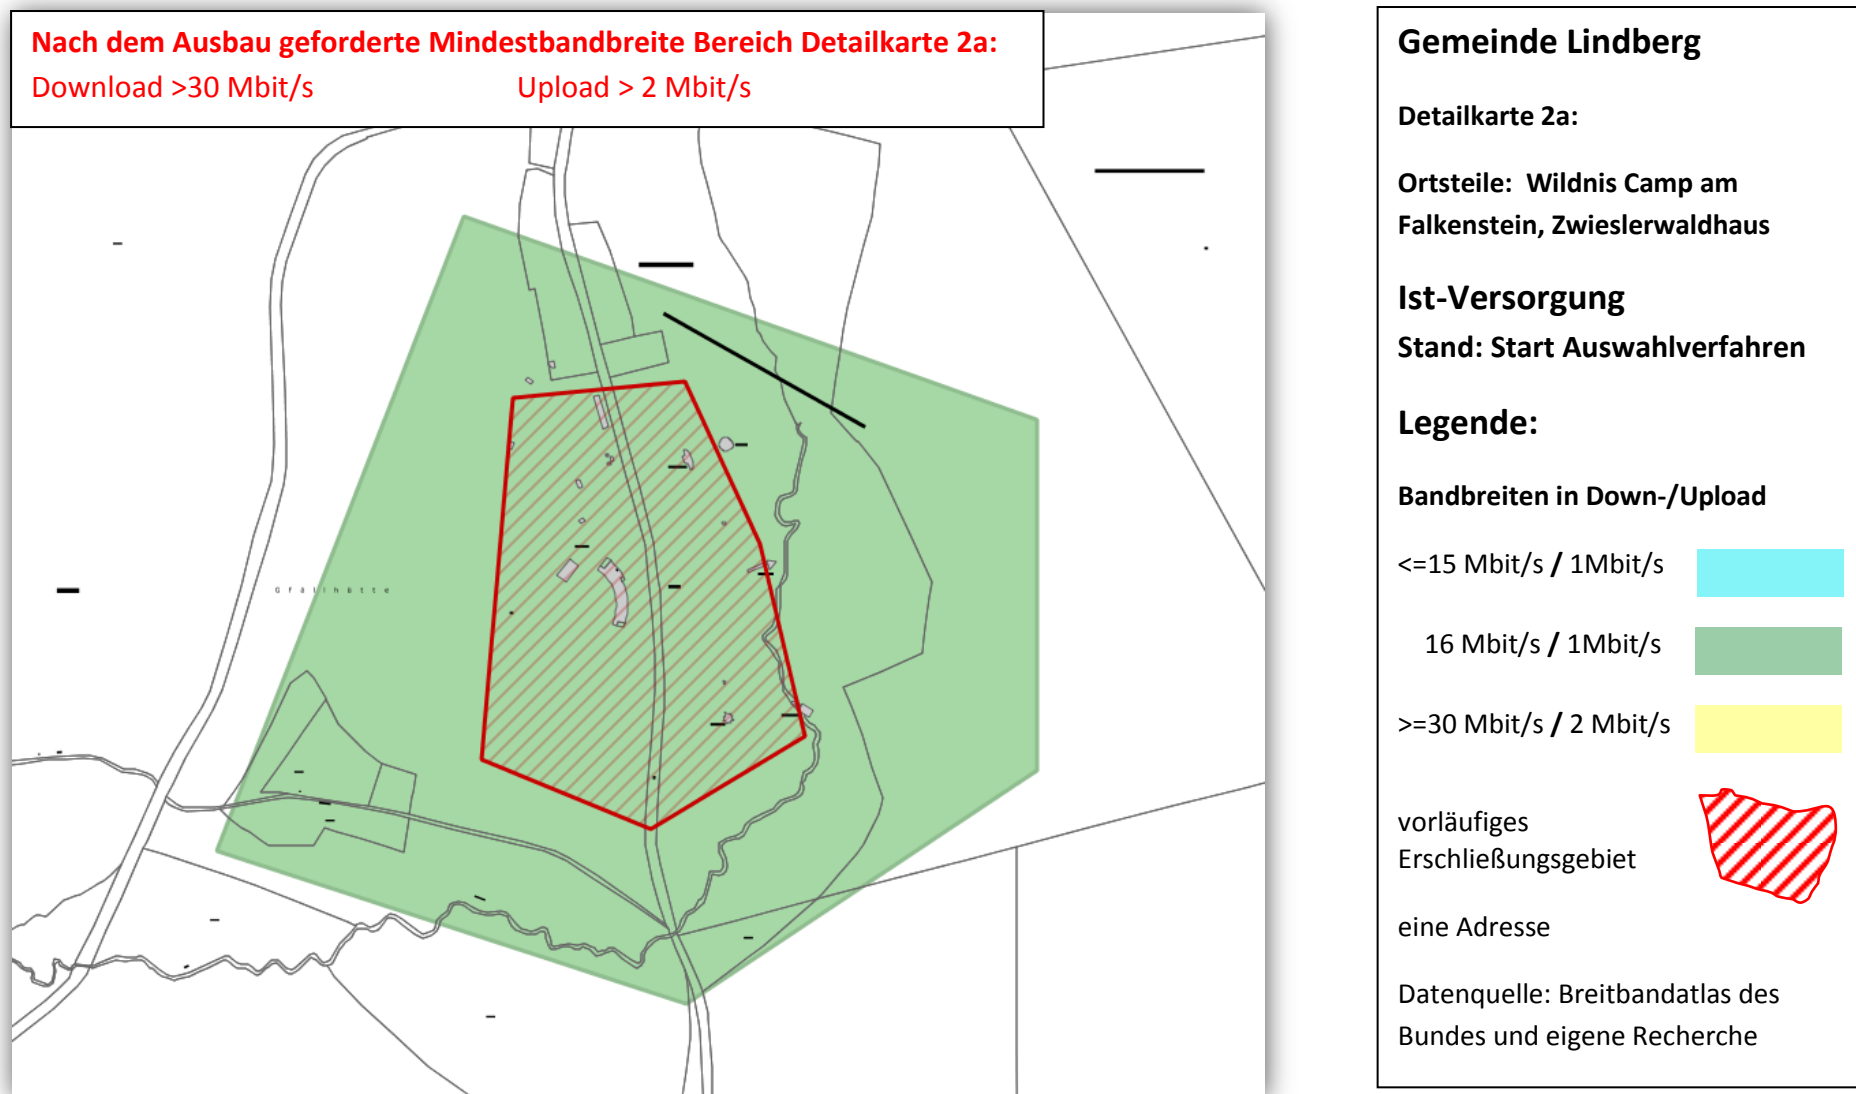 Nach dem Ausbau geforderte Mindestbandbreite Bereich Detailkarte 2a:
Download >30 Mbit/s Upload > 2 Mbit/s
Gfällhütte
Gemeinde Lindberg
Detailkarte 2a:
Ortsteile: Wildnis Camp am
Falkenstein, Zwieslerwaldhaus
Ist-Versorgung
Stand: Start Auswahlverfahren
Legende:
Bandbreiten in Down-/Upload
<=15 Mbit/s / 1Mbit/s
16 Mbit/s / 1Mbit/s
>=30 Mbit/s / 2 Mbit/s
vorläufiges
Erschließungsgebiet
eine Adresse
Datenquelle: Breitbandatlas des
Bundes und eigene Recherche